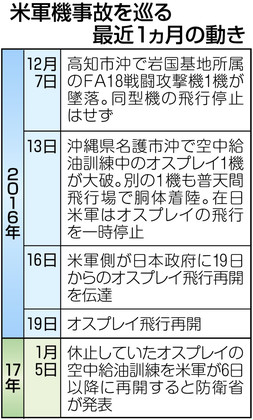 米軍機事故を巡る
最近1ヵ月の動き
2016年
12月
7日
高知市沖で岩国基地所属
のFA18戦闘攻撃機1機が
墜落。同型機の飛行停止
はせず
13日
沖縄県名護市沖で空中給
油訓練中のオスプレイ1機
が大破。別の1機も普天間
飛行場で胴体着陸。在日
米軍はオスプレイの飛行
を一時停止
16日
米軍側が日本政府に19日
からのオスプレイ飛行再開
を伝達
19日
オスプレイ飛行再開
17年
1月
5日
休止していたオスプレイの
空中給油訓練を米軍が6日
以降に再開すると防衛省
が発表